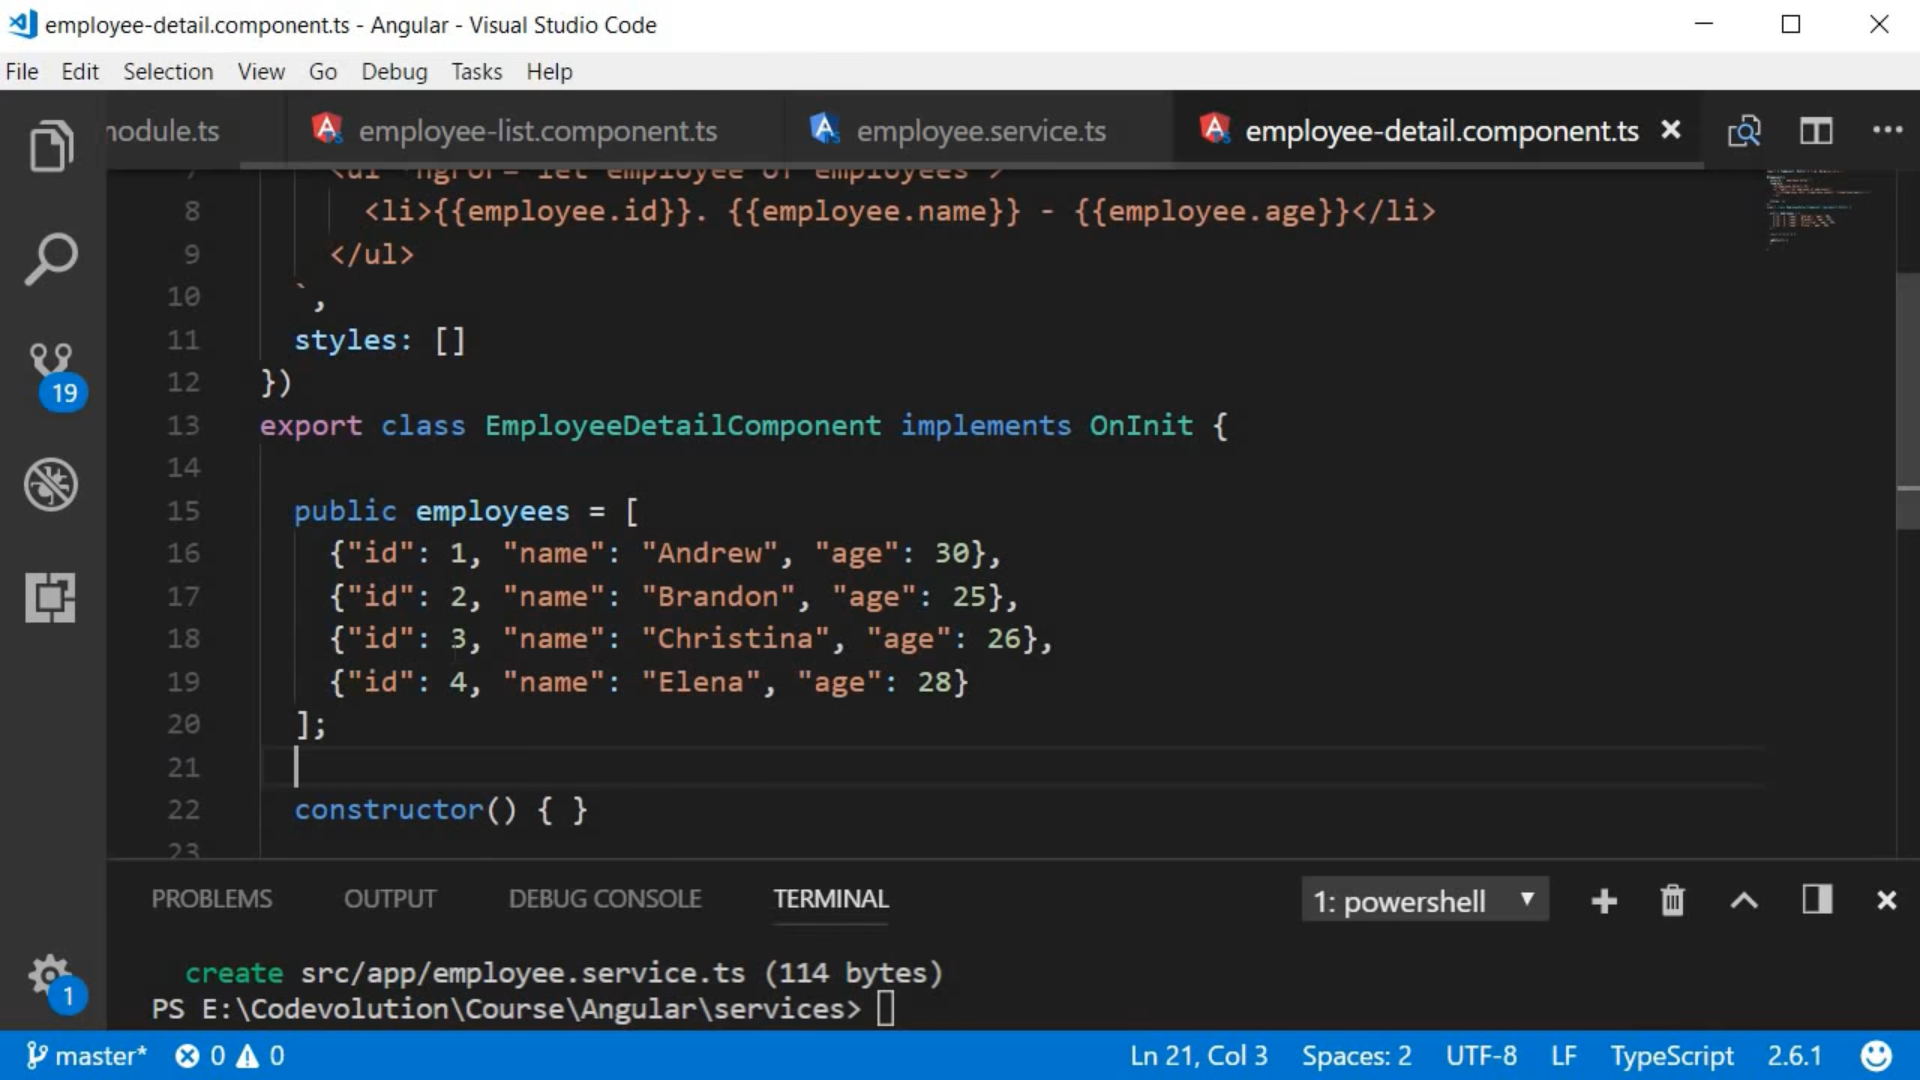 employee-detail.component.ts - Angular - Visual Studio Code
File Edit Selection View Go Debug Tasks Help
nodule.ts employee-list.component.ts employee.service.ts employee-detail.component.ts
8 <li>{{employee.id}}. {{employee.name}} - {{employee.age}}</li>
9 </ul>
10 `,
11 styles: []
12 })
13 export class EmployeeDetailComponent implements OnInit {
14
15 public employees = [
16 {"id": 1, "name": "Andrew", "age": 30},
17 {"id": 2, "name": "Brandon", "age": 25},
18 {"id": 3, "name": "Christina", "age": 26},
19 {"id": 4, "name": "Elena", "age": 28}
20 ];
21
22 constructor() { }
23
19
1
PROBLEMS OUTPUT DEBUG CONSOLE TERMINAL 1: powershell
create src/app/employee.service.ts (114 bytes)
PS E:\Codevolution\Course\Angular\services>
master* 0 0 Ln 21, Col 3 Spaces: 2 UTF-8 LF TypeScript 2.6.1